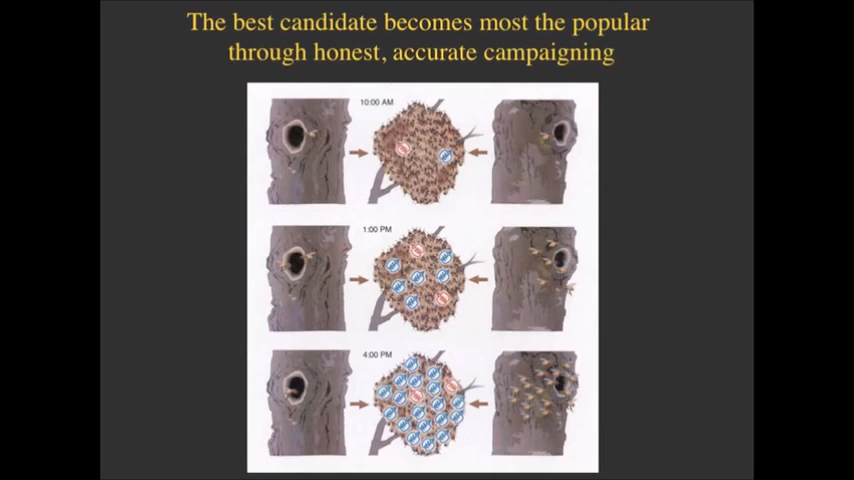 The best candidate becomes most the popular
through honest, accurate campaigning
10:00 AM
1:00 PM
4:00 PM